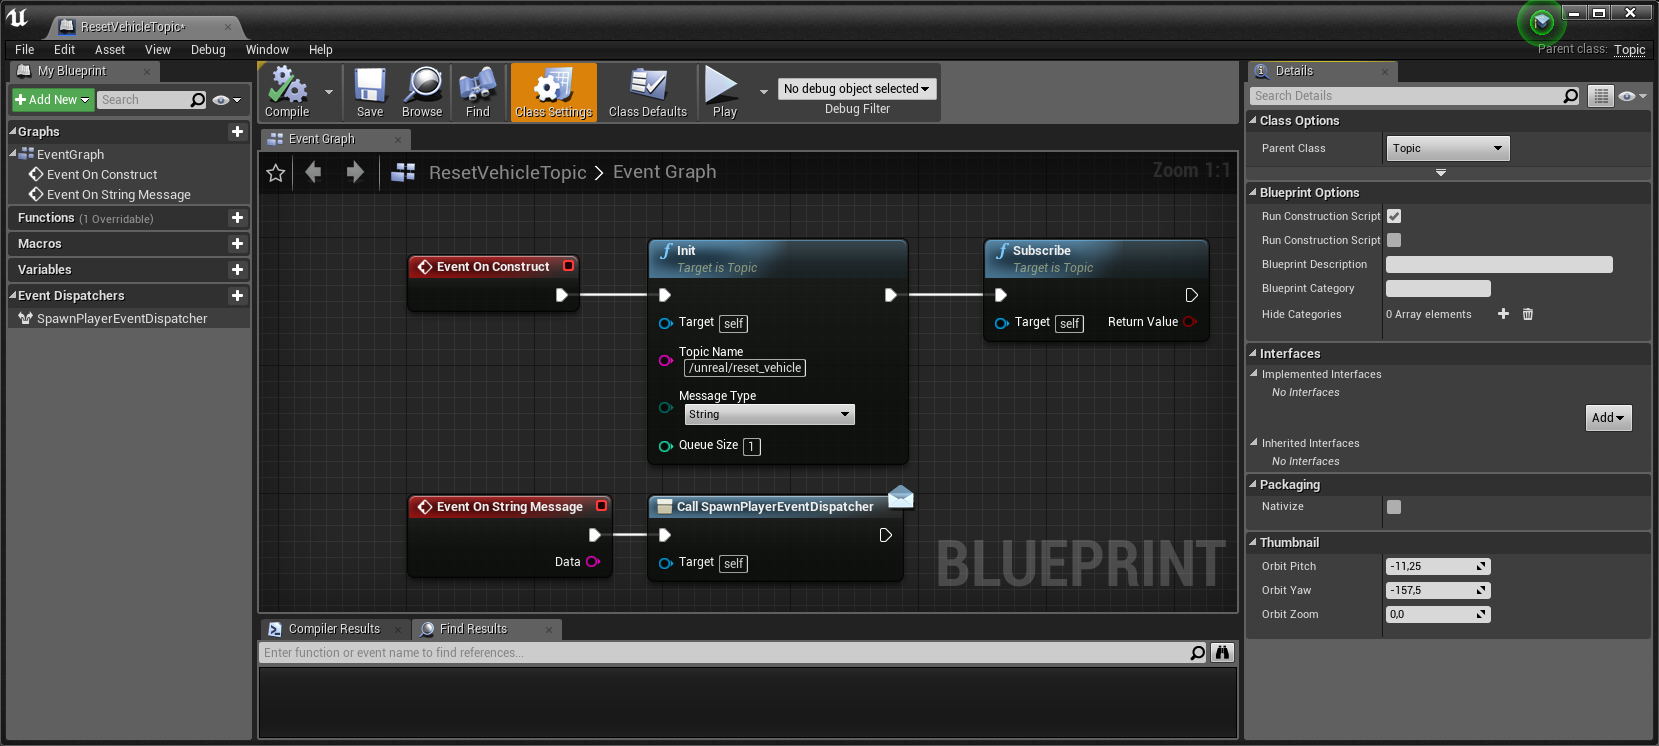 ResetVehicleTopic*
File Edit Asset View Debug Window Help
Parent class: Topic
My Blueprint
Add New
Search
Graphs
EventGraph
Event On Construct
Event On String Message
Functions (1 Overridable)
Macros
Variables
Event Dispatchers
SpawnPlayerEventDispatcher
Compile
Save
Browse
Find
Class Settings
Class Defaults
Play
No debug object selected
Debug Filter
Event Graph
ResetVehicleTopic > Event Graph
Zoom 1:1
Event On Construct
Init
Target is Topic
Target self
Topic Name
/unreal/reset_vehicle
Message Type
String
Queue Size 1
Subscribe
Target is Topic
Target self Return Value
Event On String Message
Data
Call SpawnPlayerEventDispatcher
Target self
BLUEPRINT
Compiler Results
Find Results
Enter function or event name to find references...
Details
Search Details
Class Options
Parent Class Topic
Blueprint Options
Run Construction Script
Run Construction Script
Blueprint Description
Blueprint Category
Hide Categories 0 Array elements
Interfaces
Implemented Interfaces
No Interfaces
Add
Inherited Interfaces
No Interfaces
Packaging
Nativize
Thumbnail
Orbit Pitch -11,25
Orbit Yaw -157,5
Orbit Zoom 0,0